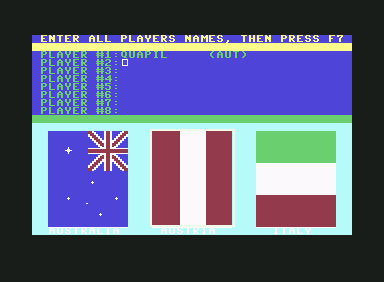 ENTER ALL PLAYERS NAMES, THEN PRESS F7
PLAYER #1:QUAPIL (AUT)
PLAYER #2:
PLAYER #3:
PLAYER #4:
PLAYER #5:
PLAYER #6:
PLAYER #7:
PLAYER #8:
AUSTRALIA AUSTRIA ITALY